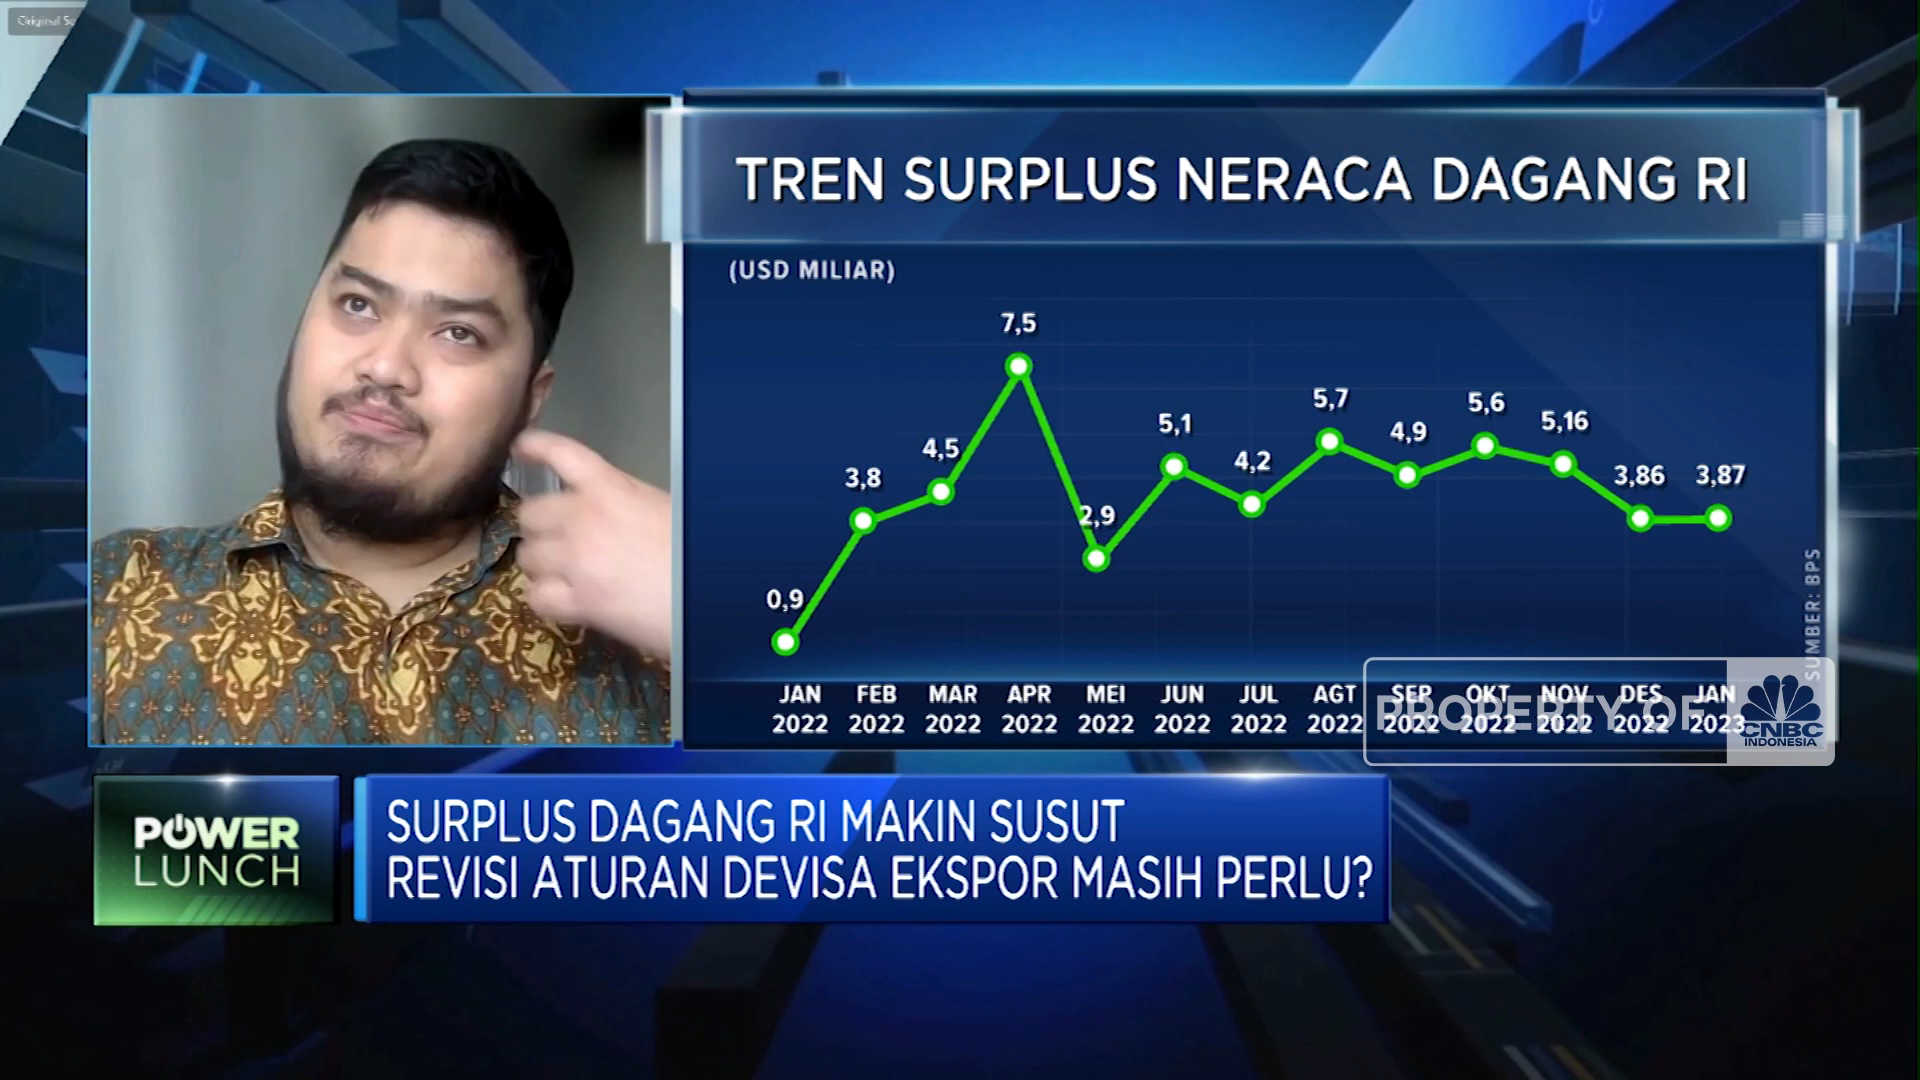 Original So
TREN SURPLUS NERACA DAGANG RI
(USD MILIAR)
0,9
3,8
4,5
7,5
2,9
5,1
4,2
5,7
4,9
5,6
5,16
3,86
3,87
JAN 2022
FEB 2022
MAR 2022
APR 2022
MEI 2022
JUN 2022
JUL 2022
AGT 2022
SEP 2022
OKT 2022
NOV 2022
DES 2022
JAN 2023
SUMBER: BPS
PROPERTY OF
CNBC
INDONESIA
POWER
LUNCH
SURPLUS DAGANG RI MAKIN SUSUT
REVISI ATURAN DEVISA EKSPOR MASIH PERLU?